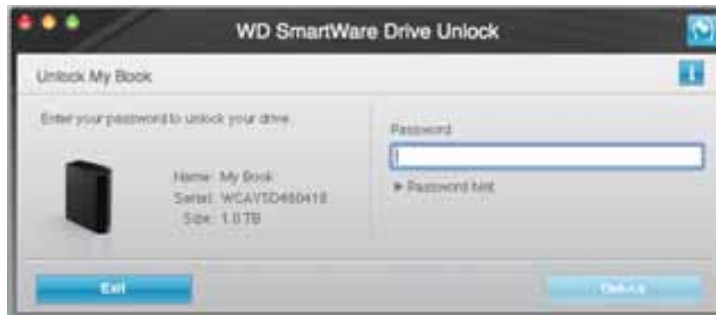 WD SmartWare Drive Unlock
Unlock My Book
Enter your password to unlock your drive.
Name: My Book
Serial:
Size: 1.0 TB
Password
Password hint
Exit
Unlock